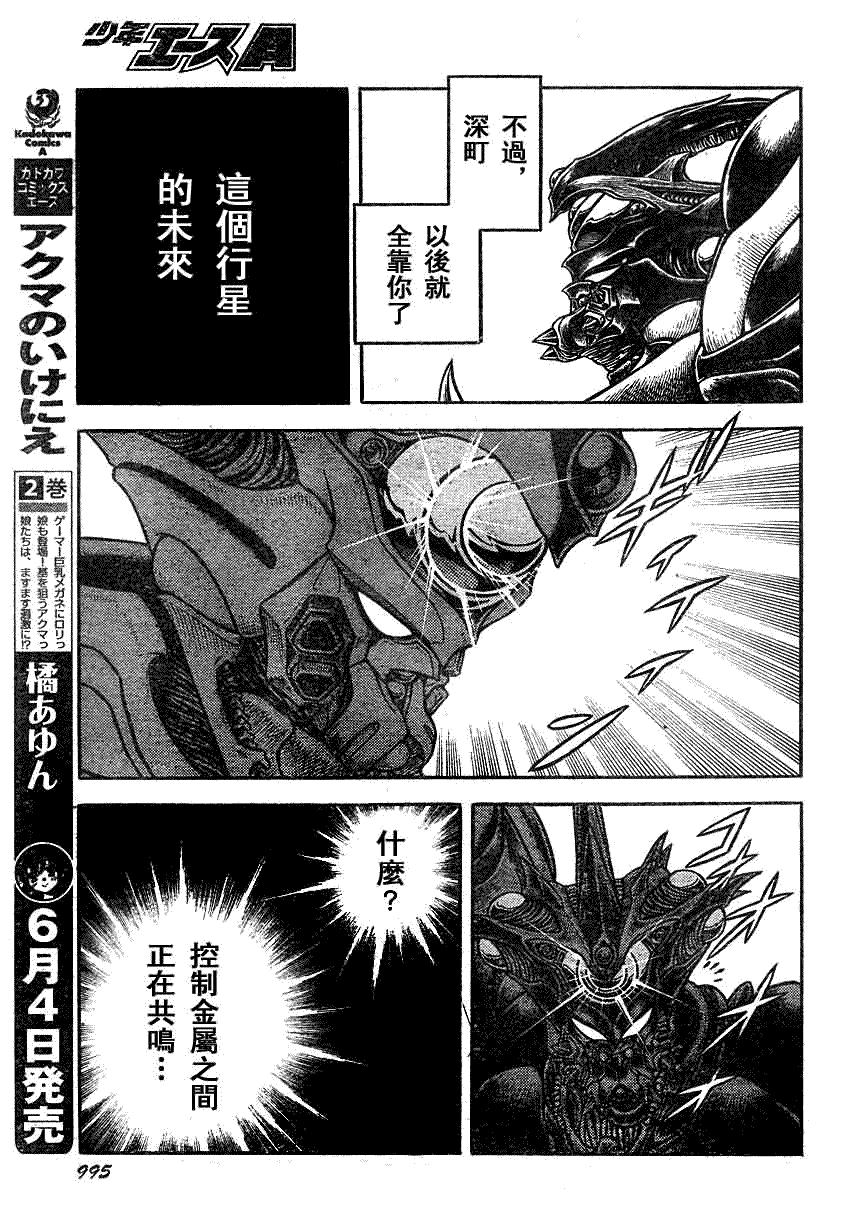 少年エースA
不過，
深町
以後就
全靠你了
這個行星
的未來
什麼？
控制金屬之間
正在共鳴…
Kadokawa
Comics
A
カドカワ
コミックス
エース
アクマのいけにえ
2巻
ゲーマー巨乳メガネにロリっ
娘も登場！基を狙うアクマっ
娘たちは、ますます過激に！？
橘あゆん
6月4日発売
995